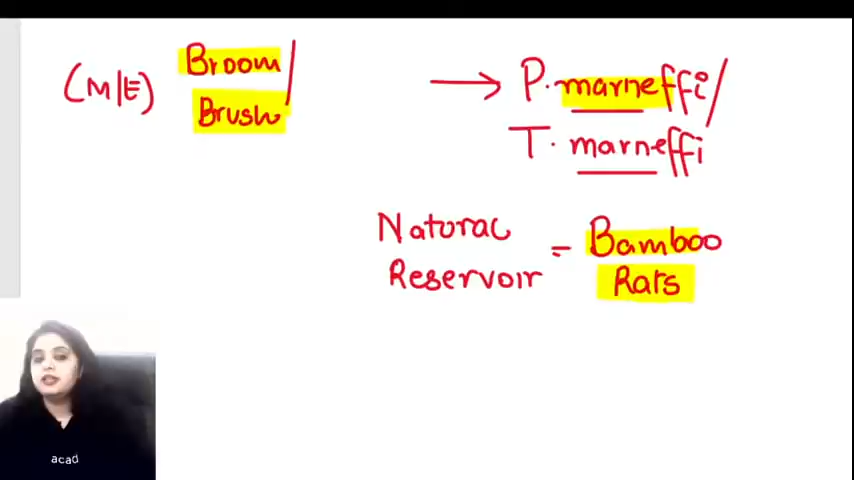 (M/E) Broom/
Brush
→ P. marneffi/
T. marneffi
Natural
Reservoir = Bamboo
Rats
acad